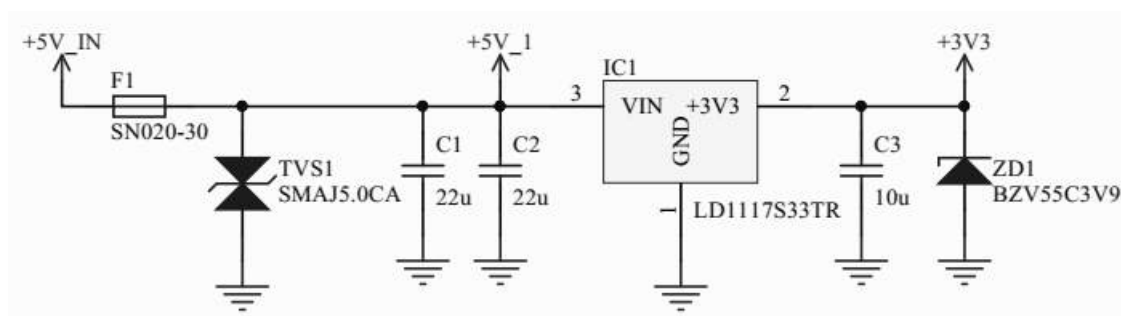 +5V_IN
+5V_1
+3V3
F1
IC1
3
VIN
+3V3
2
SN020-30
GND
TVS1
SMAJ5.0CA
C1
22u
C2
22u
1
LD1117S33TR
C3
10u
ZD1
BZV55C3V9